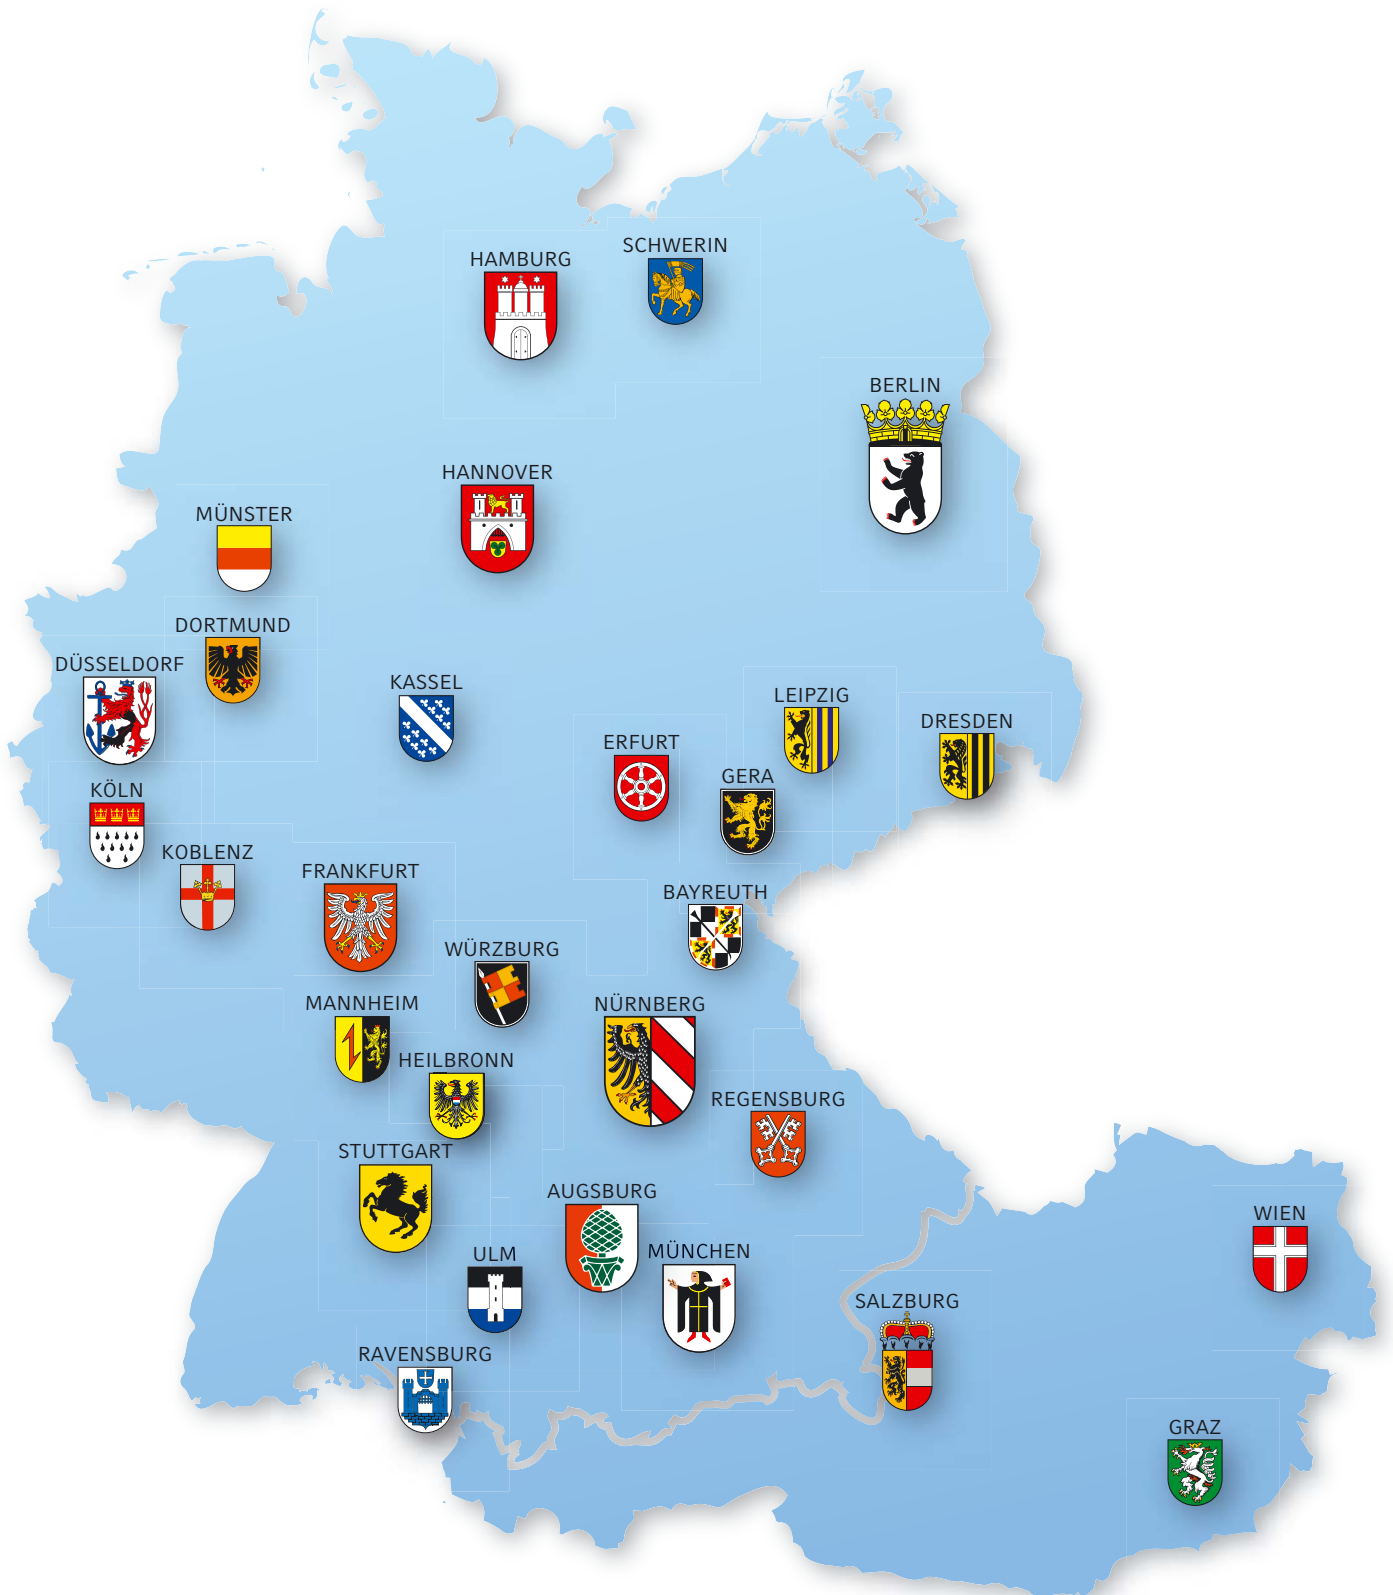 SCHWERIN
HAMBURG
BERLIN
HANNOVER
MÜNSTER
DORTMUND
DÜSSELDORF
KASSEL
LEIPZIG
DRESDEN
ERFURT
GERA
KÖLN
KOBLENZ
FRANKFURT
BAYREUTH
WÜRZBURG
MANNHEIM
NÜRNBERG
HEILBRONN
REGENSBURG
STUTTGART
AUGSBURG
WIEN
MÜNCHEN
ULM
SALZBURG
RAVENSBURG
GRAZ